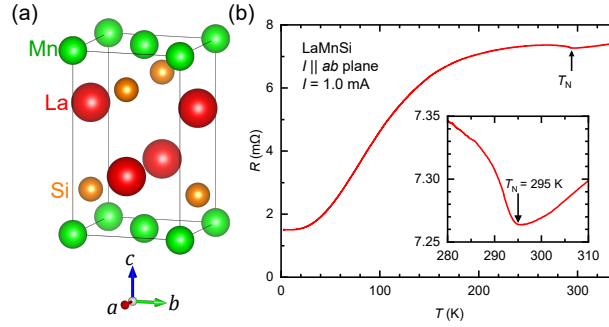 (a)
Mn
La
Si
c
a
b
(b)
LaMnSi
I || ab plane
I = 1.0 mA
T_N
R (mΩ)
8
6
4
2
0
0
100
200
300
T (K)
7.35
7.30
7.25
T_N = 295 K
280
290
300
310